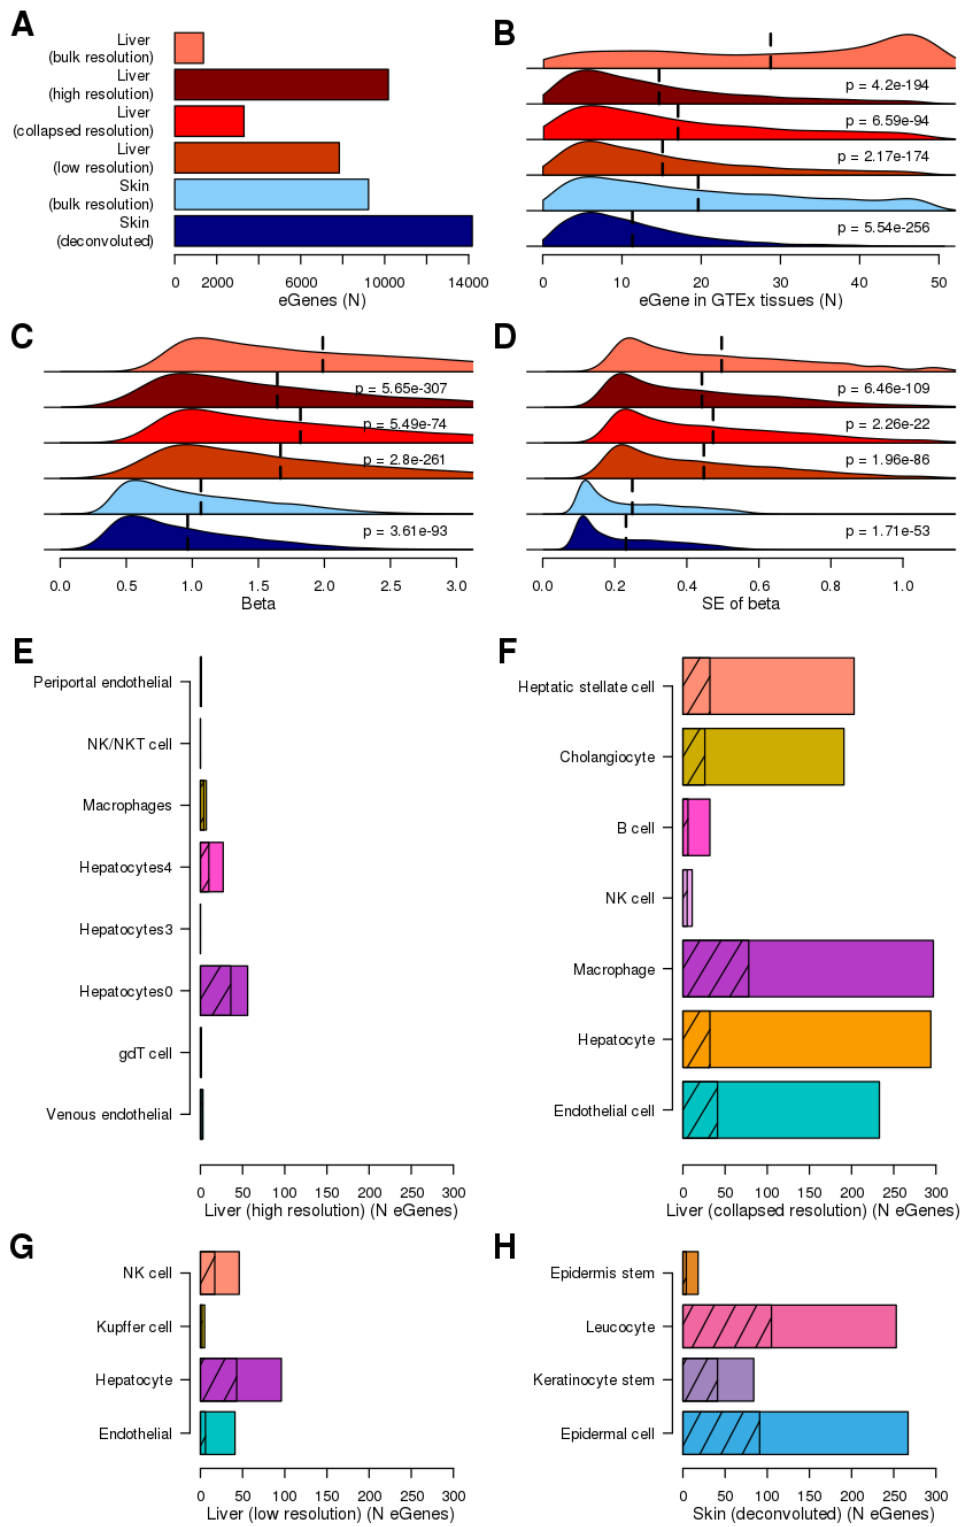 A
Liver
(bulk resolution)
Liver
(high resolution)
Liver
(collapsed resolution)
Liver
(low resolution)
Skin
(bulk resolution)
Skin
(deconvoluted)
0 2000 6000 10000 14000
eGenes (N)
B
p = 4.2e-194
p = 6.59e-94
p = 2.17e-174
p = 5.54e-256
0 10 20 30 40 50
eGene in GTEx tissues (N)
C
p = 5.65e-307
p = 5.49e-74
p = 2.8e-261
p = 3.61e-93
0.0 0.5 1.0 1.5 2.0 2.5 3.0
Beta
D
p = 6.46e-109
p = 2.26e-22
p = 1.96e-86
p = 1.71e-53
0.0 0.2 0.4 0.6 0.8 1.0
SE of beta
E
Periportal endothelial
NK/NKT cell
Macrophages
Hepatocytes4
Hepatocytes3
Hepatocytes0
gdT cell
Venous endothelial
0 50 100 150 200 250 300
Liver (high resolution) (N eGenes)
F
Heptatic stellate cell
Cholangiocyte
B cell
NK cell
Macrophage
Hepatocyte
Endothelial cell
0 50 100 150 200 250 300
Liver (collapsed resolution) (N eGenes)
G
NK cell
Kupffer cell
Hepatocyte
Endothelial
0 50 100 150 200 250 300
Liver (low resolution) (N eGenes)
H
Epidermis stem
Leucocyte
Keratinocyte stem
Epidermal cell
0 50 100 150 200 250 300
Skin (deconvoluted) (N eGenes)